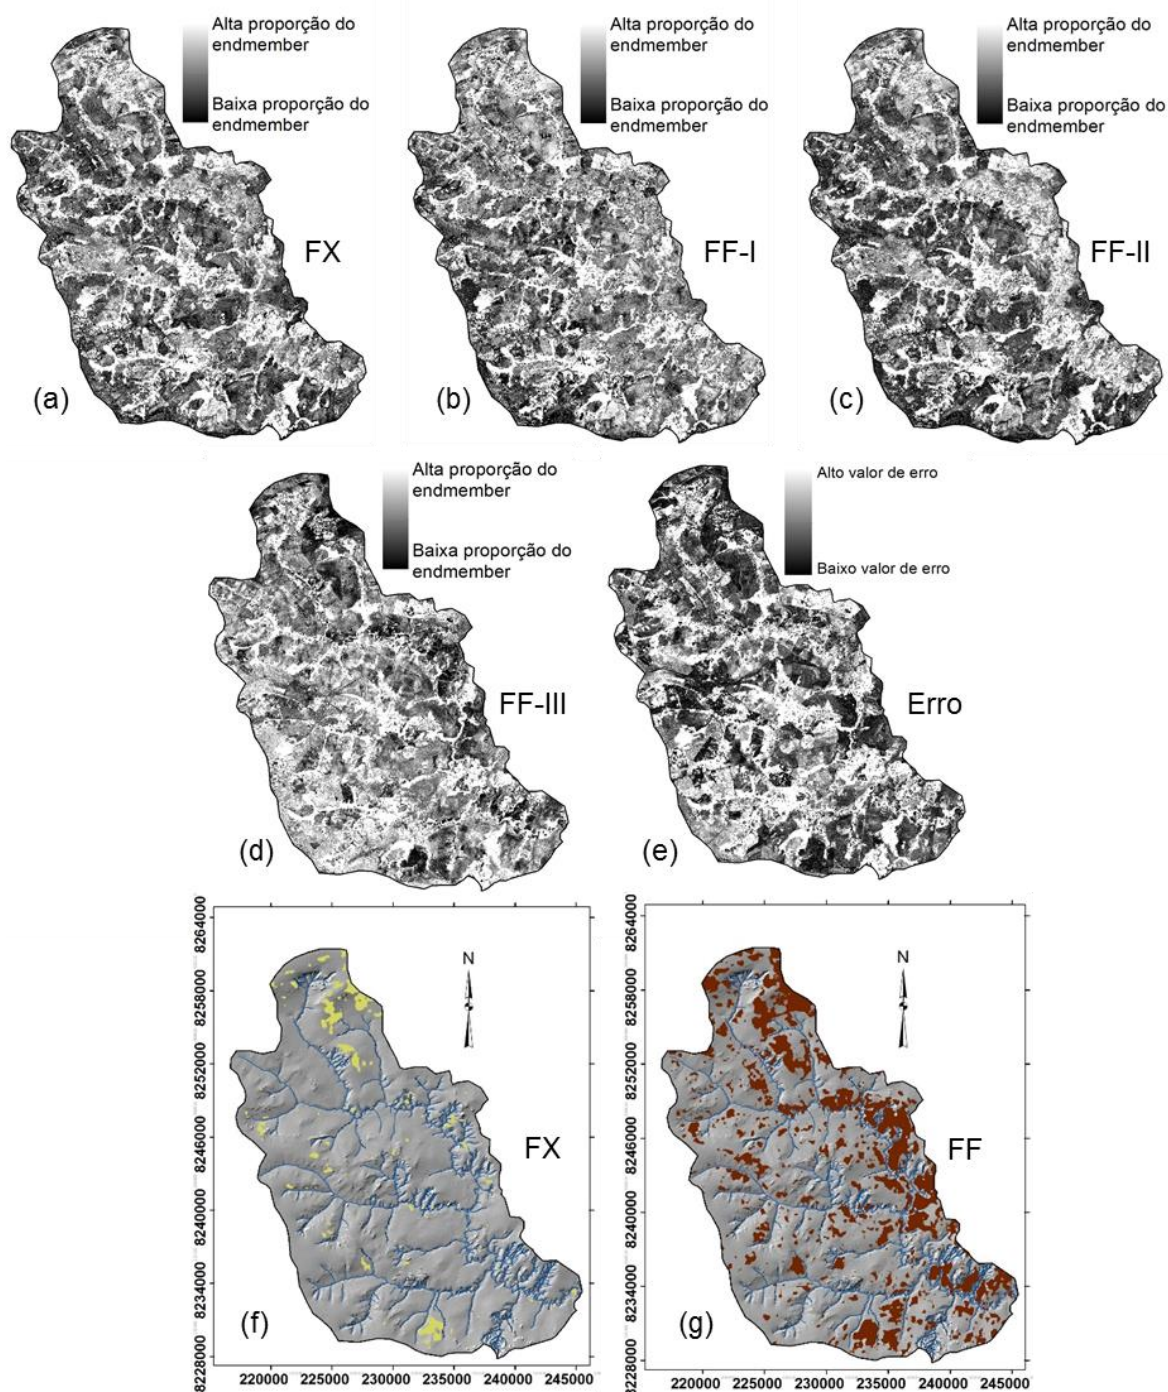 Alta proporção do
endmember
Baixa proporção do
endmember
FX
(a)
Alta proporção do
endmember
Baixa proporção do
endmember
FF-I
(b)
Alta proporção do
endmember
Baixa proporção do
endmember
FF-II
(c)
Alta proporção do
endmember
Baixa proporção do
endmember
FF-III
(d)
Alto valor de erro
Baixo valor de erro
Erro
(e)
8264000
8258000
8252000
8246000
8240000
8234000
8228000
N
FX
(f)
220000 225000 230000 235000 240000 245000
8264000
8258000
8252000
8246000
8240000
8234000
8228000
N
FF
(g)
220000 225000 230000 235000 240000 245000